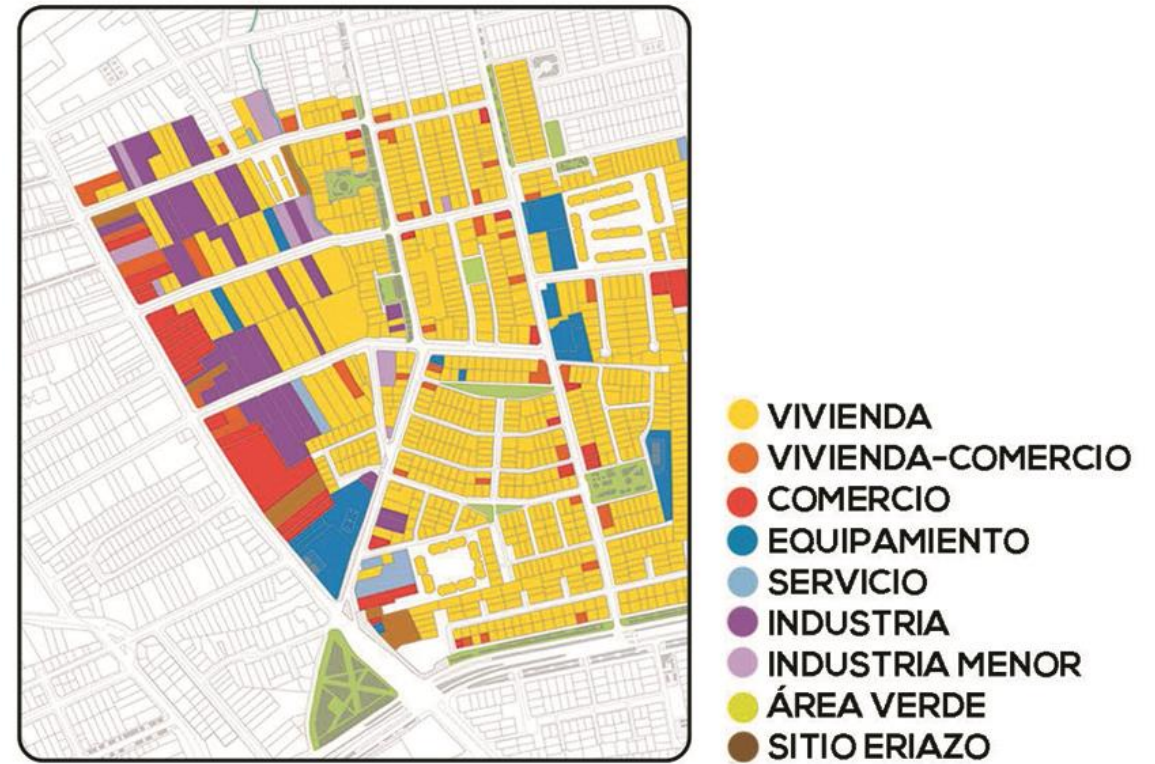 VIVIENDA
VIVIENDA-COMERCIO
COMERCIO
EQUIPAMIENTO
SERVICIO
INDUSTRIA
INDUSTRIA MENOR
ÁREA VERDE
SITIO ERIAZO